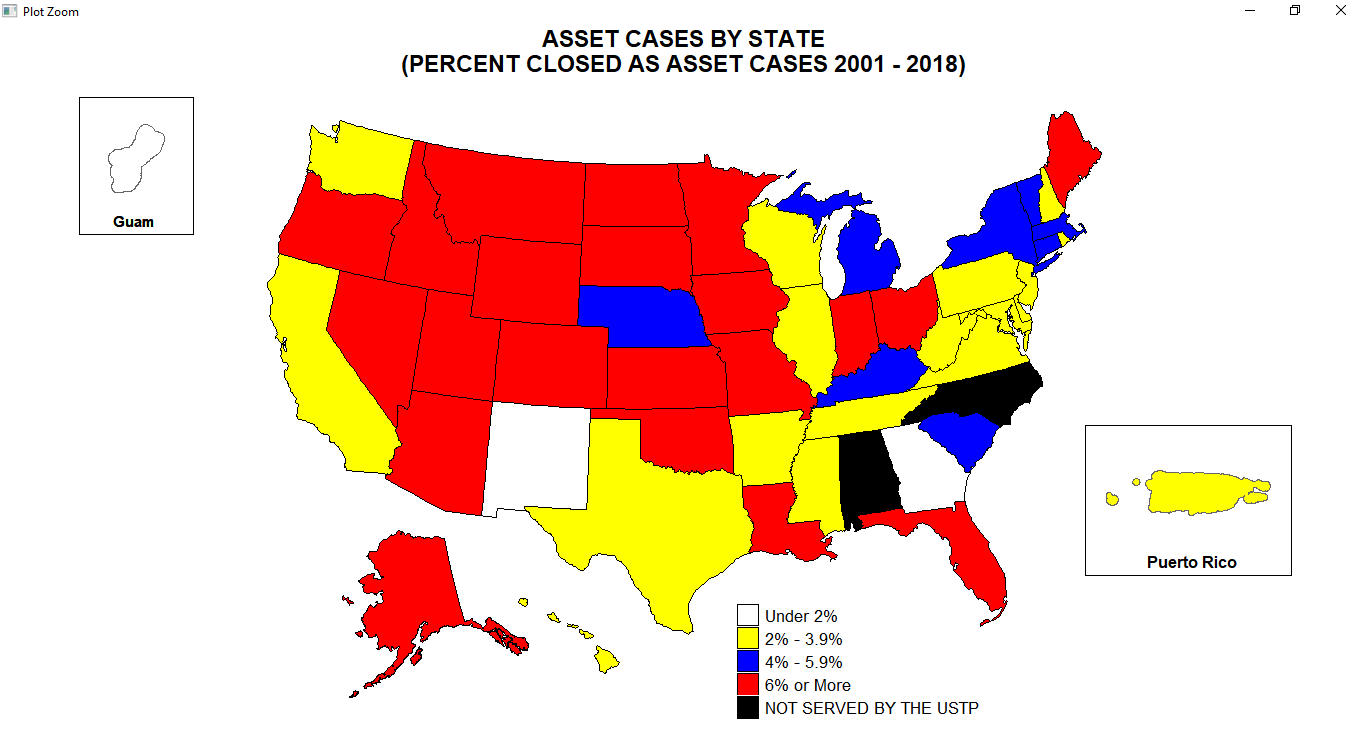 Plot Zoom
ASSET CASES BY STATE
(PERCENT CLOSED AS ASSET CASES 2001 - 2018)
Guam
Puerto Rico
Under 2%
2% - 3.9%
4% - 5.9%
6% or More
NOT SERVED BY THE USTP